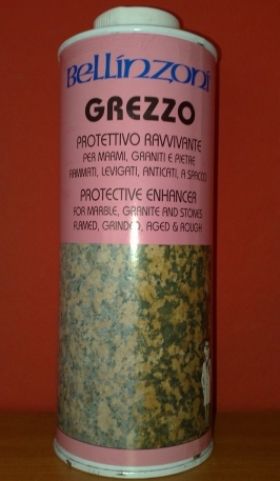 Bellinzoni
GREZZO
PROTETTIVO RAVVIVANTE
PER MARMI, GRANITI E PIETRE
FIAMMATI, LEVIGATI, ANTICATI, A SPACCO
PROTECTIVE ENHANCER
FOR MARBLE, GRANITE AND STONES
FLAMED, GRINDED, AGED & ROUGH